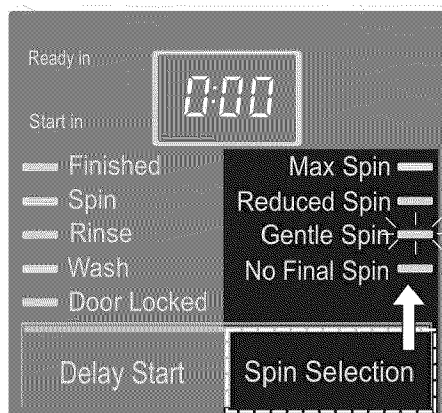 Ready in
0:00
Start in
Finished
Spin
Rinse
Wash
Door Locked
Max Spin
Reduced Spin
Gentle Spin
No Final Spin
Delay Start
Spin Selection